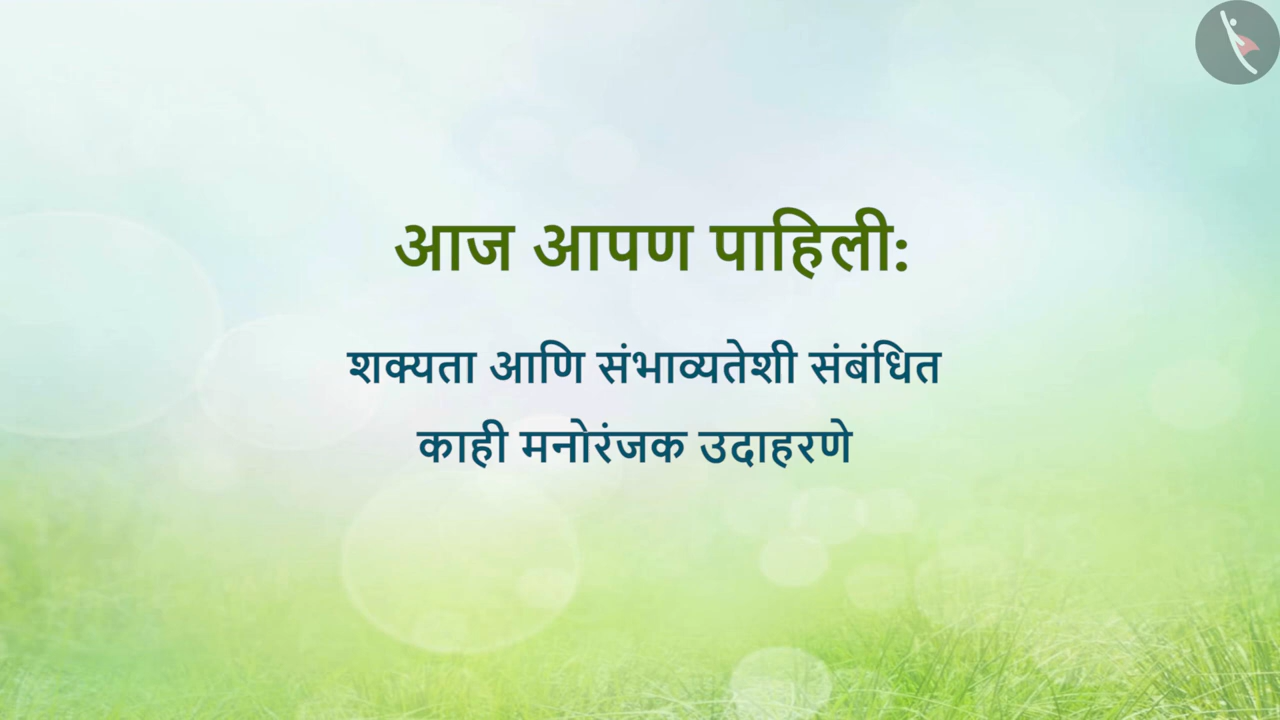 आज आपण पाहिली:
शक्यता आणि संभाव्यतेशी संबंधित
काही मनोरंजक उदाहरणे